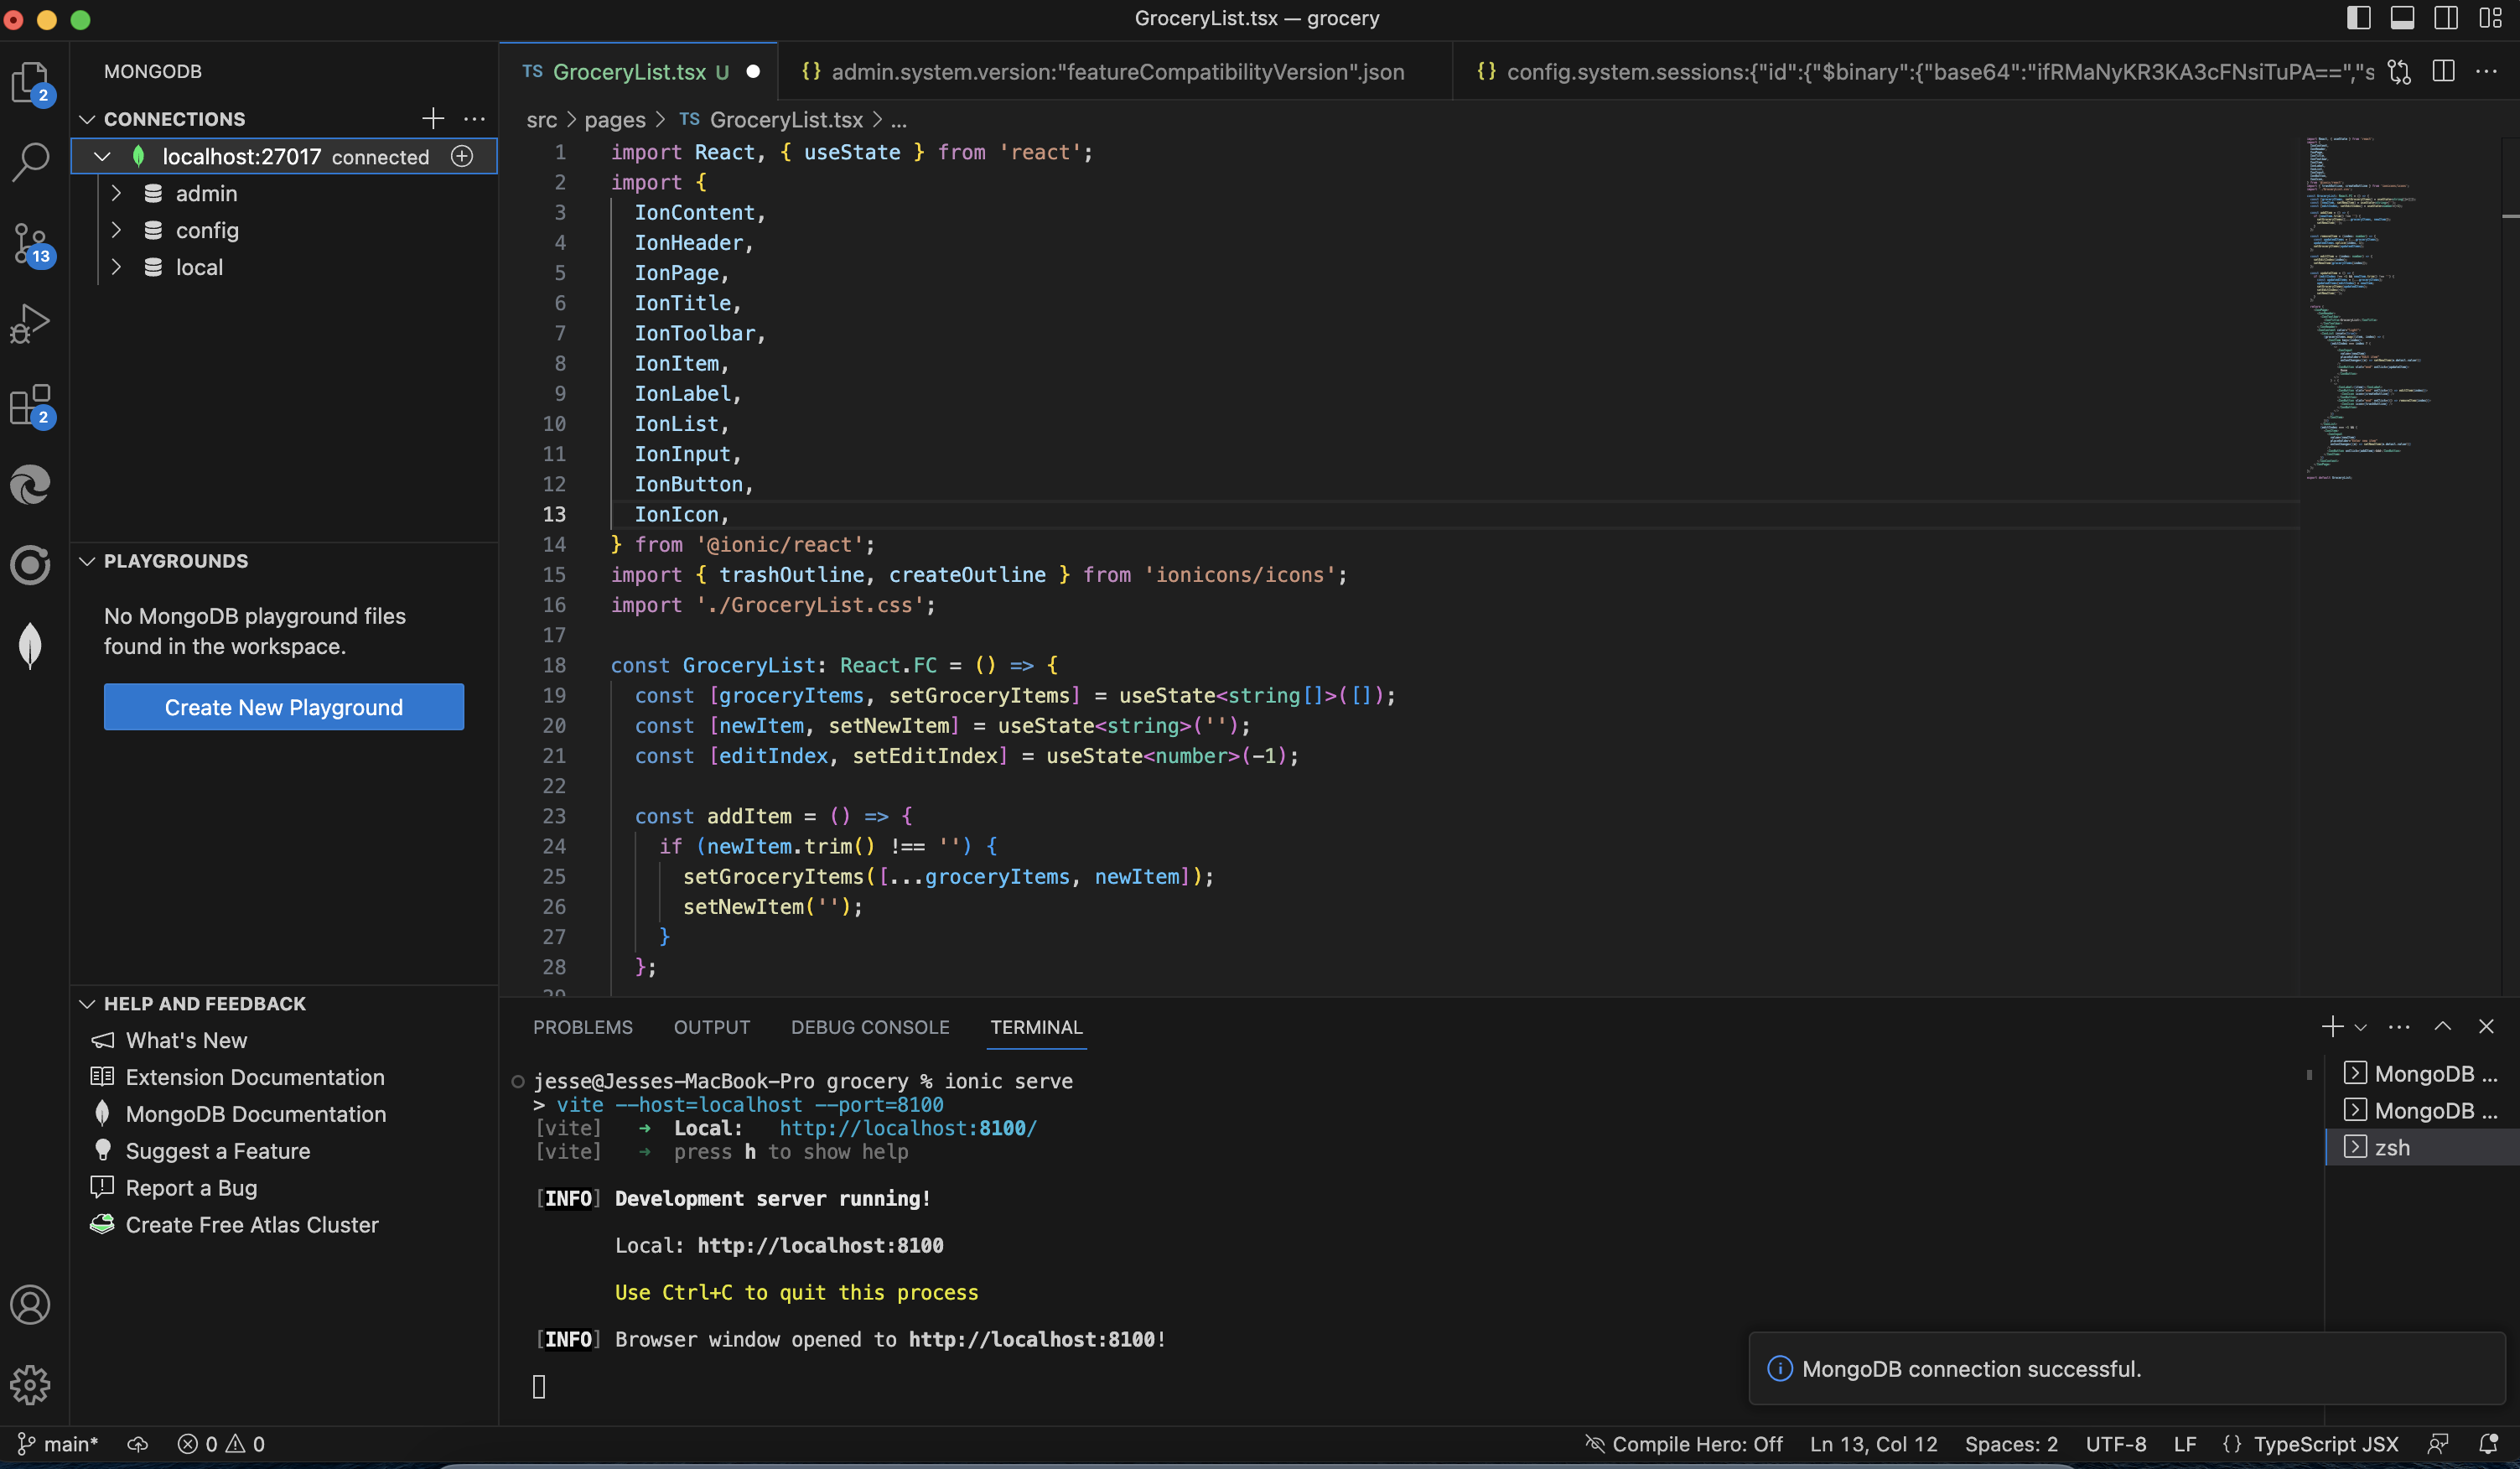 GroceryList.tsx — grocery
MONGODB
CONNECTIONS
localhost:27017 connected
admin
config
local
PLAYGROUNDS
No MongoDB playground files
found in the workspace.
Create New Playground
HELP AND FEEDBACK
What's New
Extension Documentation
MongoDB Documentation
Suggest a Feature
Report a Bug
Create Free Atlas Cluster
2
13
2
TS GroceryList.tsx U
{} admin.system.version:"featureCompatibilityVersion".json
{} config.system.sessions:{"id":{"$binary":{"base64":"ifRMaNyKR3KA3cFNsiTuPA==","s
src > pages > TS GroceryList.tsx > ...
1 import React, { useState } from 'react';
2 import {
3 IonContent,
4 IonHeader,
5 IonPage,
6 IonTitle,
7 IonToolbar,
8 IonItem,
9 IonLabel,
10 IonList,
11 IonInput,
12 IonButton,
13 IonIcon,
14 } from '@ionic/react';
15 import { trashOutline, createOutline } from 'ionicons/icons';
16 import './GroceryList.css';
17
18 const GroceryList: React.FC = () => {
19 const [groceryItems, setGroceryItems] = useState<string[]>([]);
20 const [newItem, setNewItem] = useState<string>('');
21 const [editIndex, setEditIndex] = useState<number>(-1);
22
23 const addItem = () => {
24 if (newItem.trim() !== '') {
25 setGroceryItems([...groceryItems, newItem]);
26 setNewItem('');
27 }
28 };
29
PROBLEMS OUTPUT DEBUG CONSOLE TERMINAL
jesse@Jesses-MacBook-Pro grocery % ionic serve
> vite --host=localhost --port=8100
[vite] → Local: http://localhost:8100/
[vite] → press h to show help
[INFO] Development server running!
Local: http://localhost:8100
Use Ctrl+C to quit this process
[INFO] Browser window opened to http://localhost:8100!
MongoDB ...
MongoDB ...
zsh
MongoDB connection successful.
main* 0 0
Compile Hero: Off Ln 13, Col 12 Spaces: 2 UTF-8 LF {} TypeScript JSX